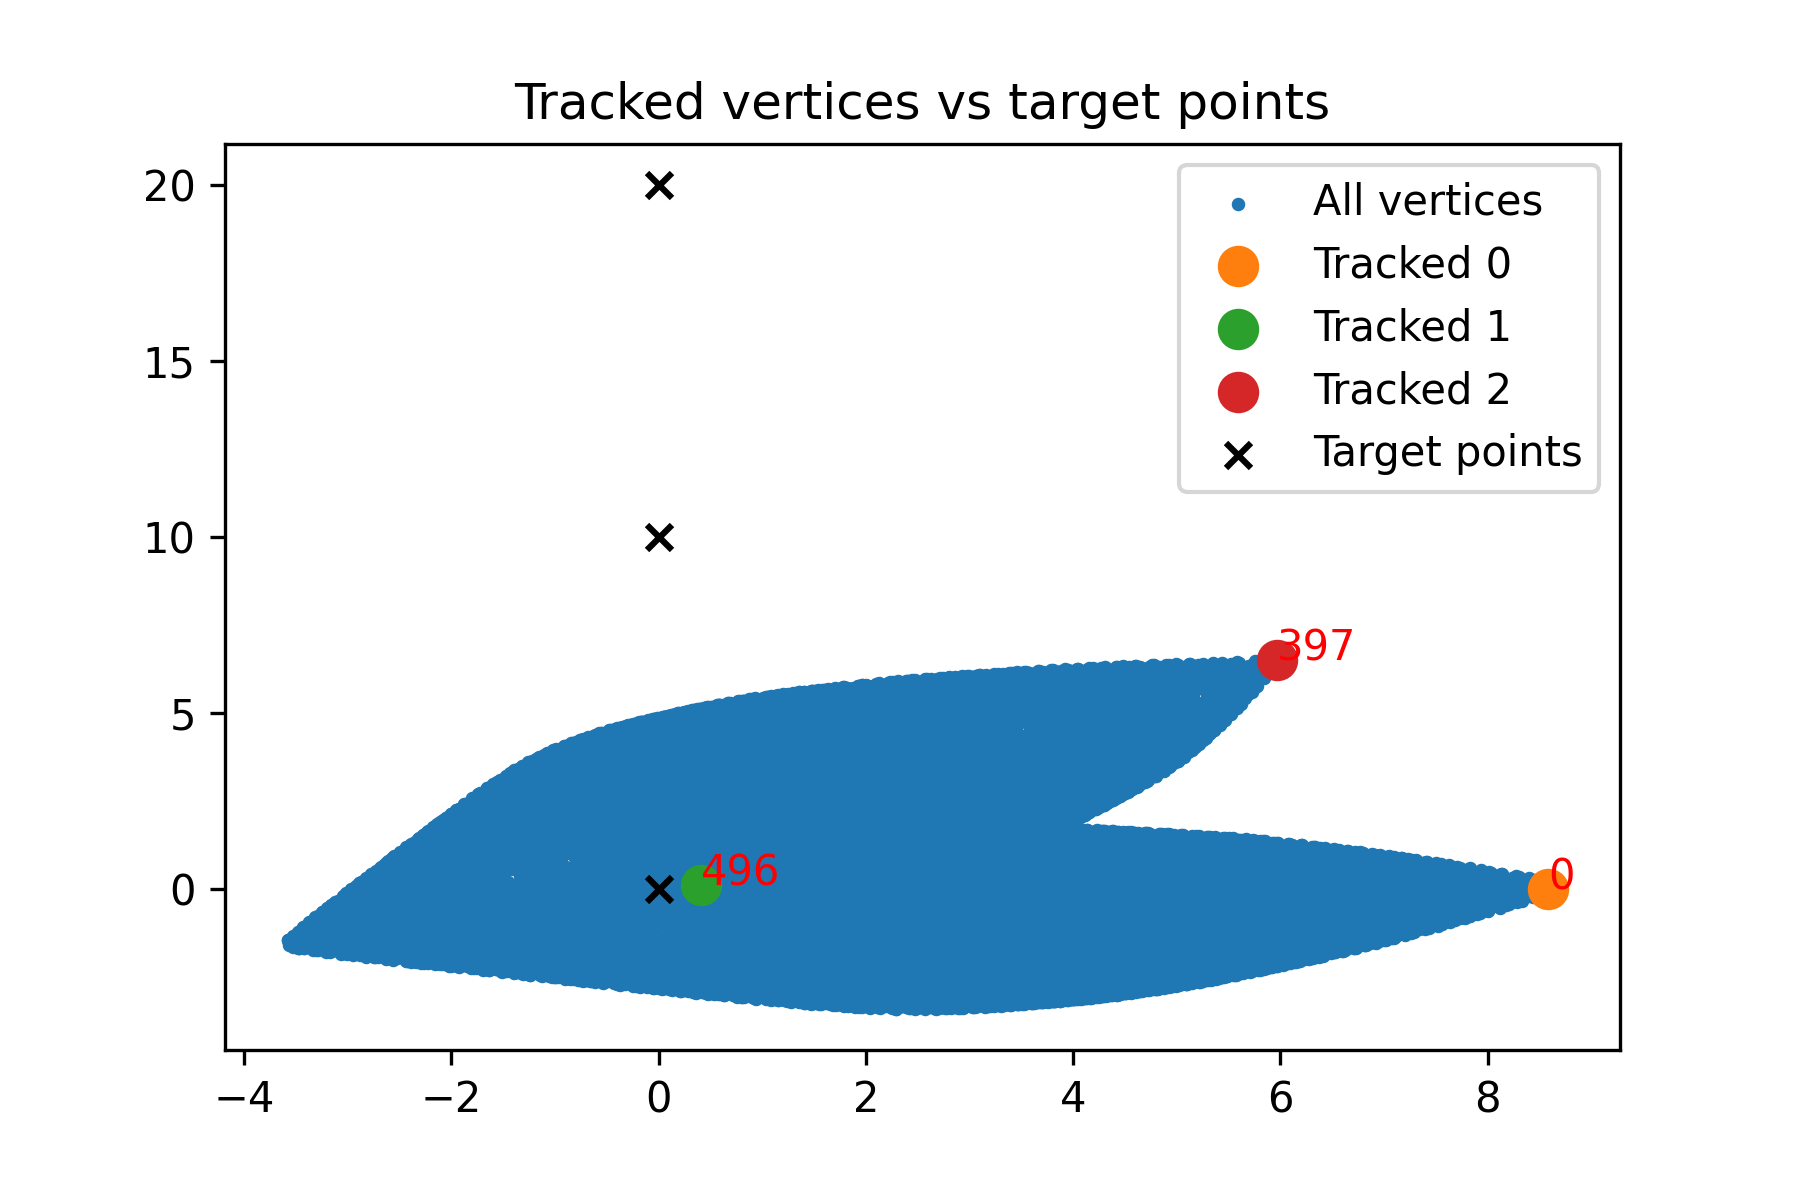 Tracked vertices vs target points
20
15
10
5
0
−4
−2
0
2
4
6
8
All vertices
Tracked 0
Tracked 1
Tracked 2
Target points
397
496
0